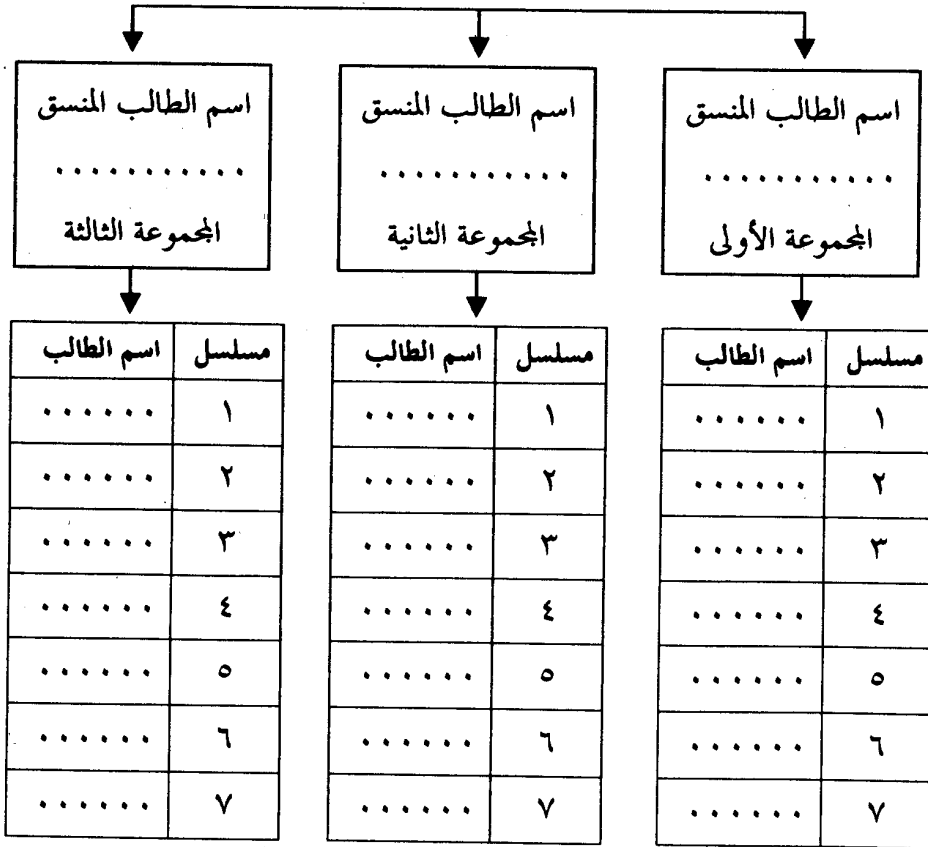 اسم الطالب المنسق
...........
المجموعة الأولى
اسم الطالب المنسق
...........
المجموعة الثانية
اسم الطالب المنسق
...........
المجموعة الثالثة
مسلسل اسم الطالب
١ ......
٢ ......
٣ ......
٤ ......
٥ ......
٦ ......
٧ ......
مسلسل اسم الطالب
١ ......
٢ ......
٣ ......
٤ ......
٥ ......
٦ ......
٧ ......
مسلسل اسم الطالب
١ ......
٢ ......
٣ ......
٤ ......
٥ ......
٦ ......
٧ ......